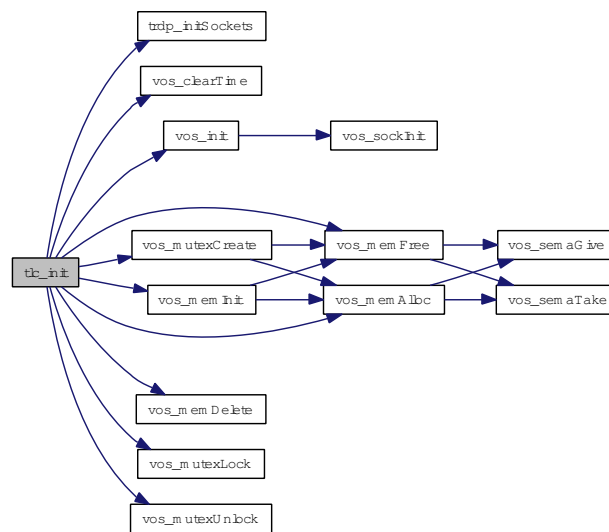 trdp_initSockets
vos_clearTime
vos_init
vos_sockInit
vos_mutexCreate
vos_memFree
vos_semaGive
tlc_init
vos_memInit
vos_memAlloc
vos_semaTake
vos_memDelete
vos_mutexLock
vos_mutexUnlock